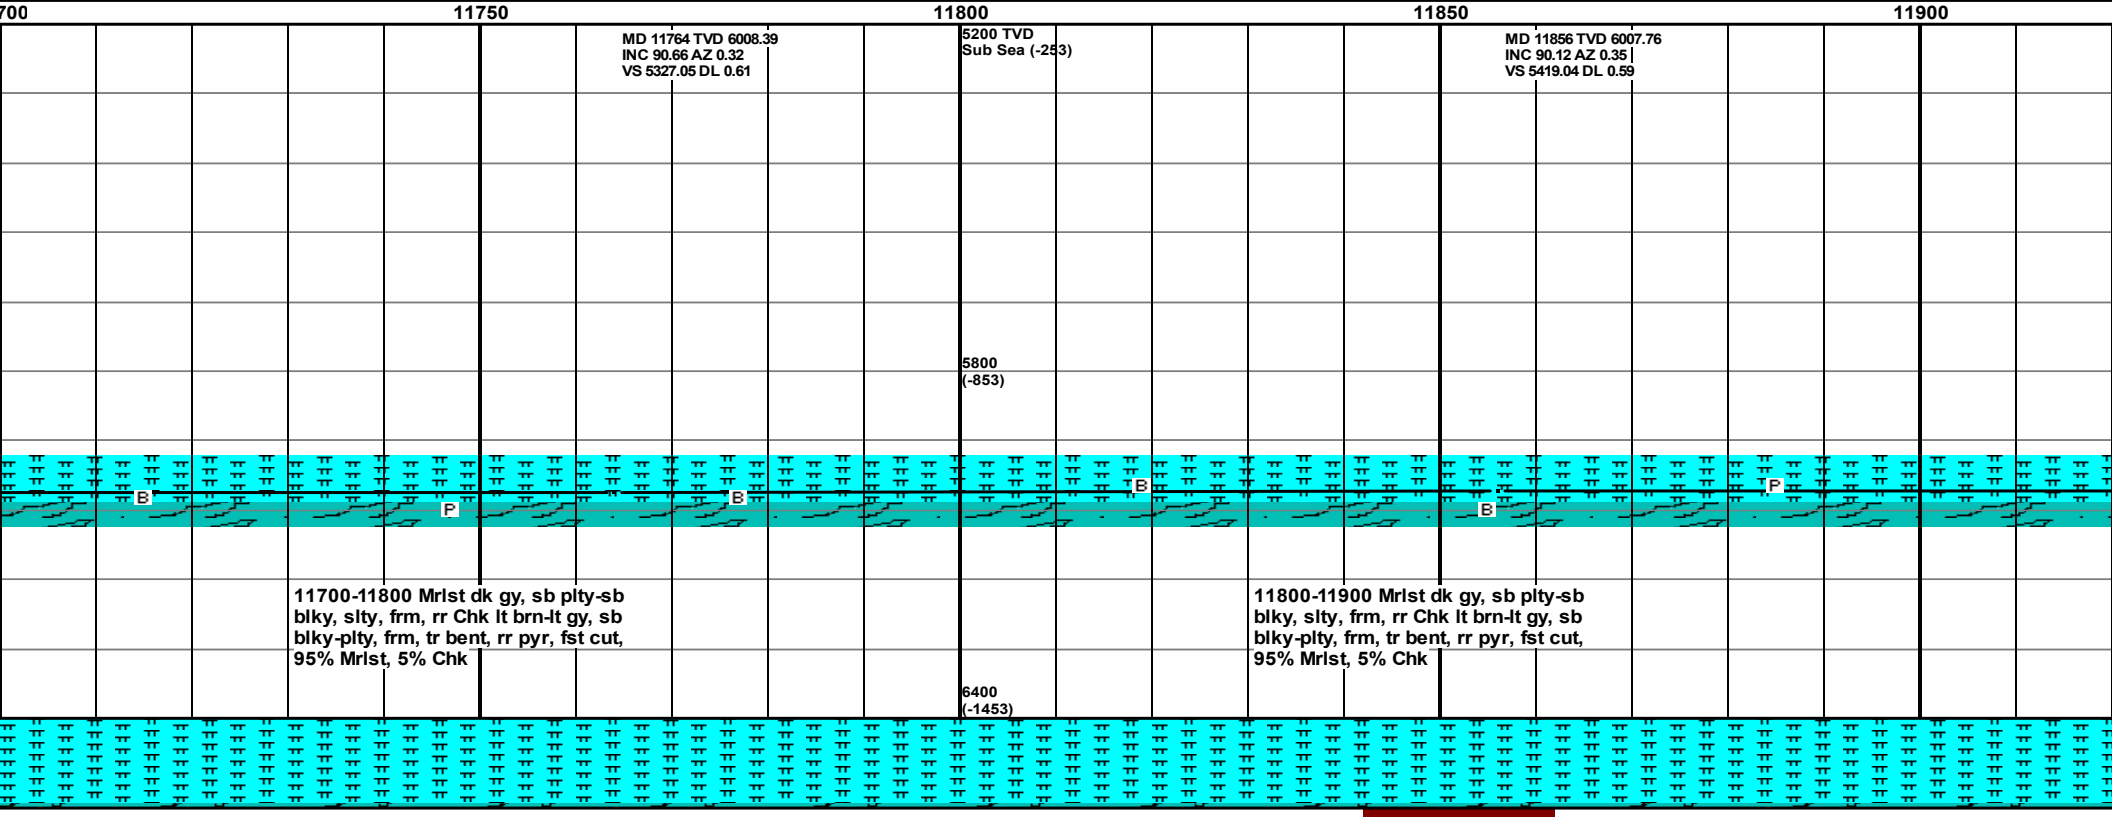 700 11750 11800 11850 11900
MD 11764 TVD 6008.39
INC 90.66 AZ 0.32
VS 5327.05 DL 0.61
5200 TVD
Sub Sea (-253)
MD 11856 TVD 6007.76
INC 90.12 AZ 0.35
VS 5419.04 DL 0.59
5800
(-853)
B
P
B
B
B
P
11700-11800 Mrlst dk gy, sb plty-sb
blky, slty, frm, rr Chk lt brn-lt gy, sb
blky-plty, frm, tr bent, rr pyr, fst cut,
95% Mrlst, 5% Chk
11800-11900 Mrlst dk gy, sb plty-sb
blky, slty, frm, rr Chk lt brn-lt gy, sb
blky-plty, frm, tr bent, rr pyr, fst cut,
95% Mrlst, 5% Chk
6400
(-1453)